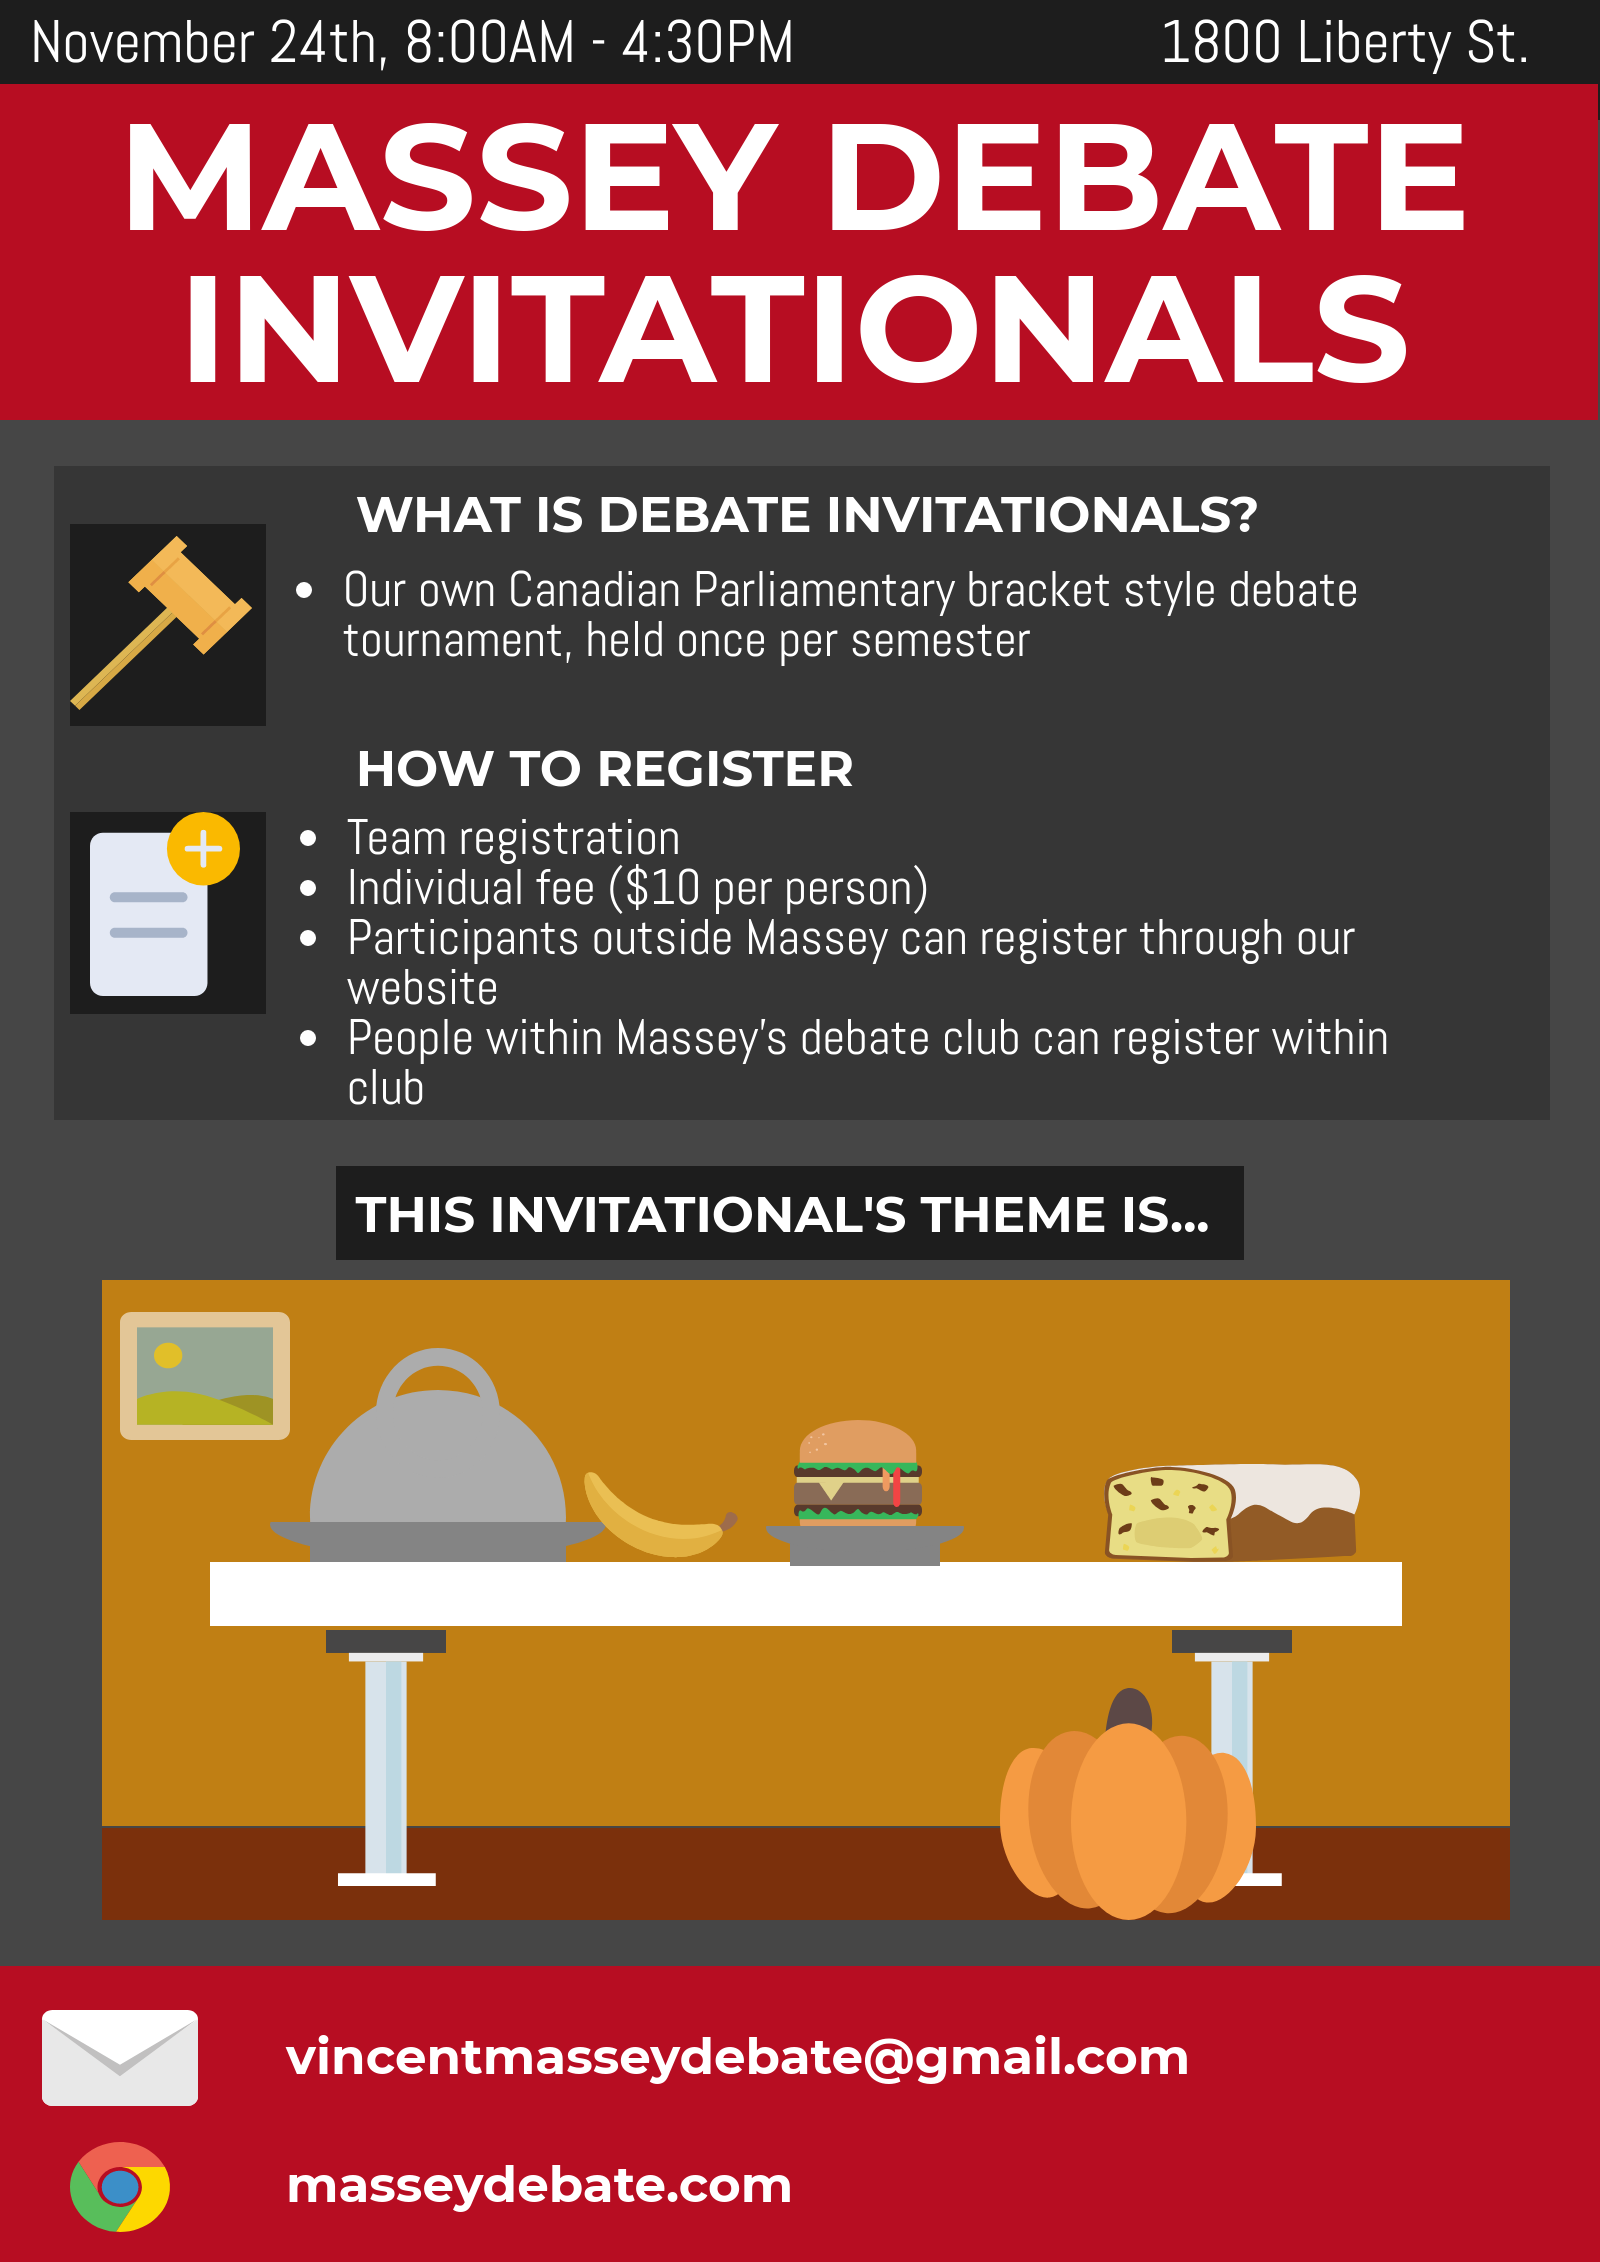 November 24th, 8:00AM - 4:30PM
1800 Liberty St.
MASSEY DEBATE
INVITATIONALS
WHAT IS DEBATE INVITATIONALS?
• Our own Canadian Parliamentary bracket style debate
tournament, held once per semester
HOW TO REGISTER
• Team registration
• Individual fee ($10 per person)
• Participants outside Massey can register through our
website
• People within Massey's debate club can register within
club
THIS INVITATIONAL'S THEME IS...
vincentmasseydebate@gmail.com
masseydebate.com